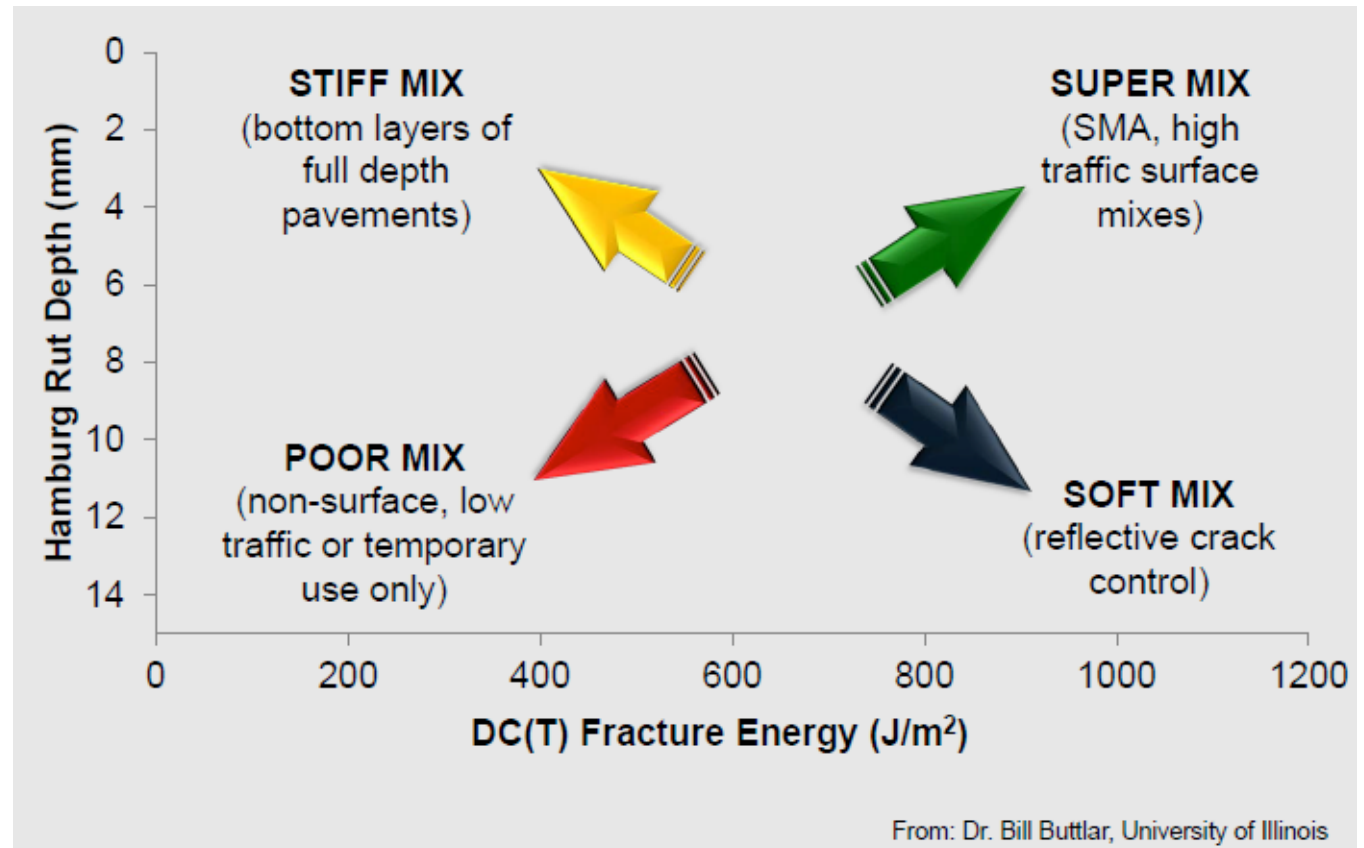 Hamburg Rut Depth (mm)
0
2
4
6
8
10
12
14
STIFF MIX
(bottom layers of
full depth
pavements)
SUPER MIX
(SMA, high
traffic surface
mixes)
POOR MIX
(non-surface, low
traffic or temporary
use only)
SOFT MIX
(reflective crack
control)
0 200 400 600 800 1000 1200
DC(T) Fracture Energy (J/m²)
From: Dr. Bill Buttlar, University of Illinois